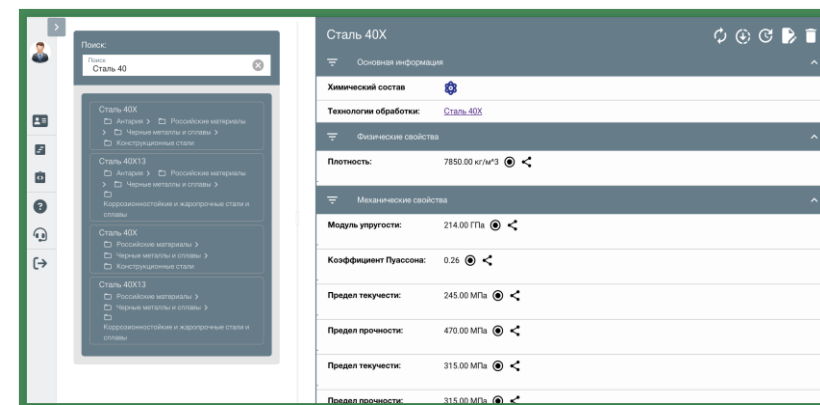 Поиск:
Поиск
Сталь 40
Сталь 40Х
Антария > Российские материалы
> Черные металлы и сплавы >
Конструкционные стали
Сталь 40Х13
Антария > Российские материалы
> Черные металлы и сплавы >
Коррозионностойкие и жаропрочные стали и
сплавы
Сталь 40Х
Российские материалы >
Черные металлы и сплавы >
Конструкционные стали
Сталь 40Х13
Российские материалы >
Черные металлы и сплавы >
Коррозионностойкие и жаропрочные стали и
сплавы
Сталь 40Х
Основная информация
Химический состав
Технологии обработки: Сталь 40Х
Физические свойства
Плотность: 7850.00 кг/м^3
Механические свойства
Модуль упругости: 214.00 ГПа
Коэффициент Пуассона: 0.26
Предел текучести: 245.00 МПа
Предел прочности: 470.00 МПа
Предел текучести: 315.00 МПа
Предел прочности: 315.00 МПа